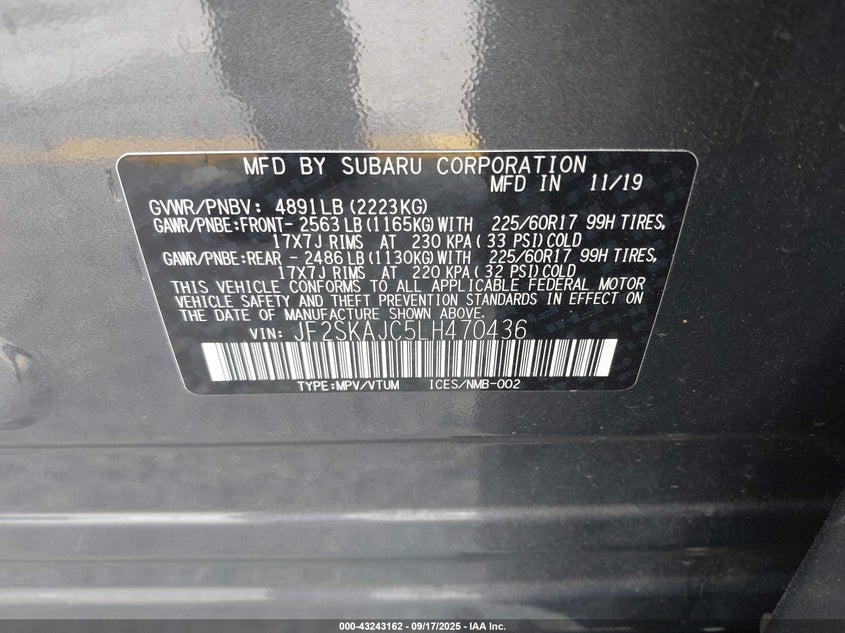 MFD BY SUBARU CORPORATION
MFD IN 11/19
GVWR/PNBV: 4891LB(2223KG)
GAWR/PNBE:FRONT- 2563LB(1165KG)WITH 225/60R17 99H TIRES,
17X7J RIMS AT 230 KPA(33 PSI)COLD
GAWR/PNBE:REAR - 2486LB(1130KG)WITH 225/60R17 99H TIRES,
17X7J RIMS AT 220 KPA(32 PSI)COLD
THIS VEHICLE CONFORMS TO ALL APPLICABLE FEDERAL MOTOR
VEHICLE SAFETY AND THEFT PREVENTION STANDARDS IN EFFECT ON
THE DATE OF MANUFACTURE SHOWN ABOVE.
VIN: JF2SKAJC5LH470436
TYPE:MPV/VTUM ICES/NMB-002
000-43243162 - 09/17/2025 - IAA Inc.